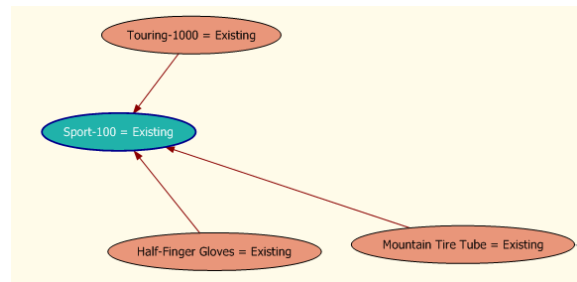 Touring-1000 = Existing
Sport-100 = Existing
Half-Finger Gloves = Existing
Mountain Tire Tube = Existing